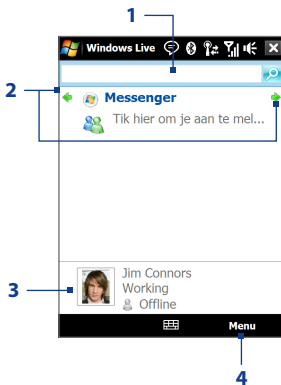 1
Windows Live
2
Messenger
Tik hier om je aan te mel...
3
Jim Connors
Working
Offline
Menu
4